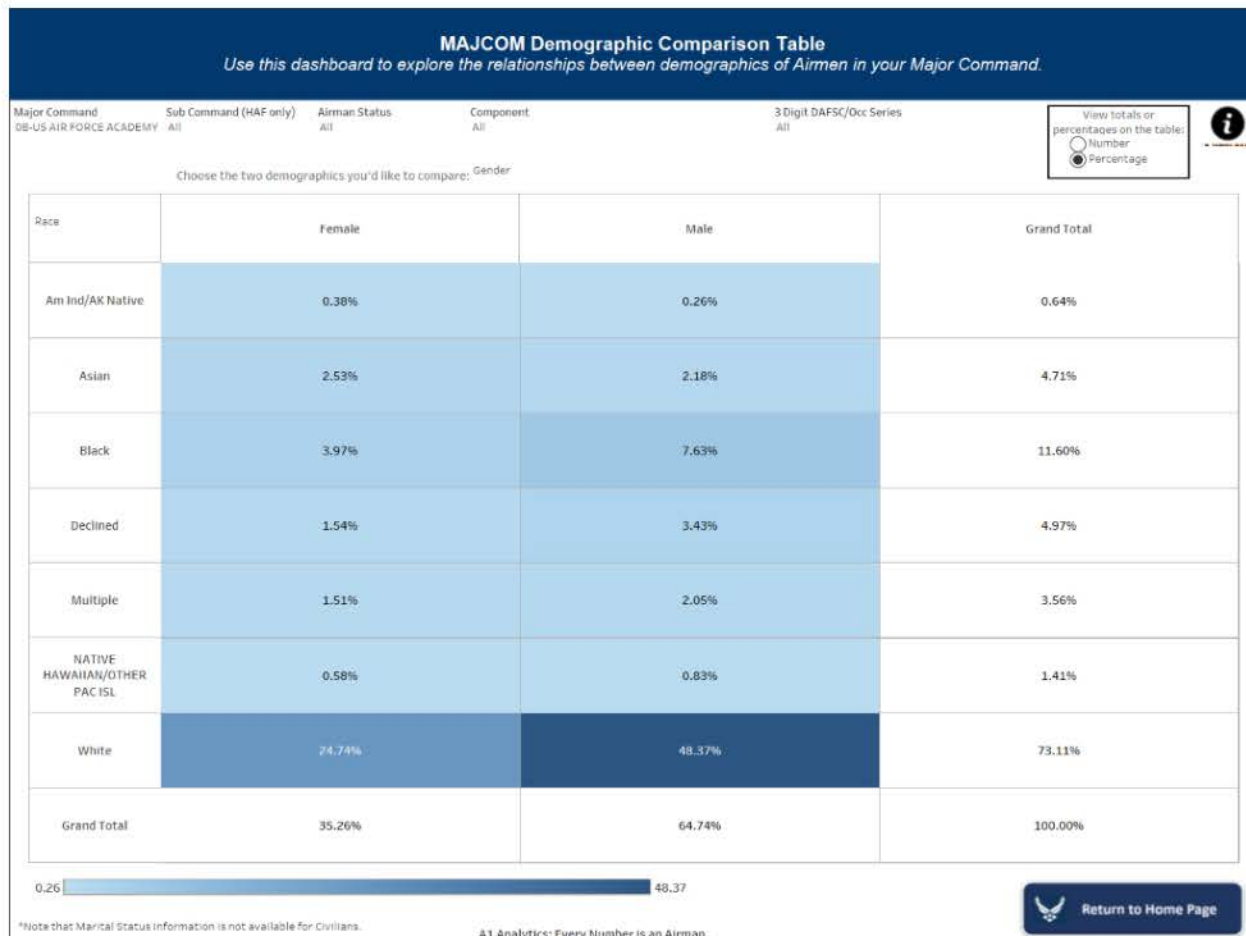 MAJCOM Demographic Comparison Table
Use this dashboard to explore the relationships between demographics of Airmen in your Major Command.
Major Command Sub Command (HAF only) Airman Status Component 3 Digit DAFSC/Occ Series
0B-US AIR FORCE ACADEMY All All All All
View totals or
percentages on the table:
Number
Percentage
Choose the two demographics you'd like to compare: Gender
Race Female Male Grand Total
Am Ind/AK Native 0.38% 0.26% 0.64%
Asian 2.53% 2.18% 4.71%
Black 3.97% 7.63% 11.60%
Declined 1.54% 3.43% 4.97%
Multiple 1.51% 2.05% 3.56%
NATIVE
HAWAIIAN/OTHER
PAC ISL 0.58% 0.83% 1.41%
White 24.74% 48.37% 73.11%
Grand Total 35.26% 64.74% 100.00%
0.26 48.37
Return to Home Page
*Note that Marital Status Information is not available for Civilians.
A1 Analytics: Every Number is an Airman